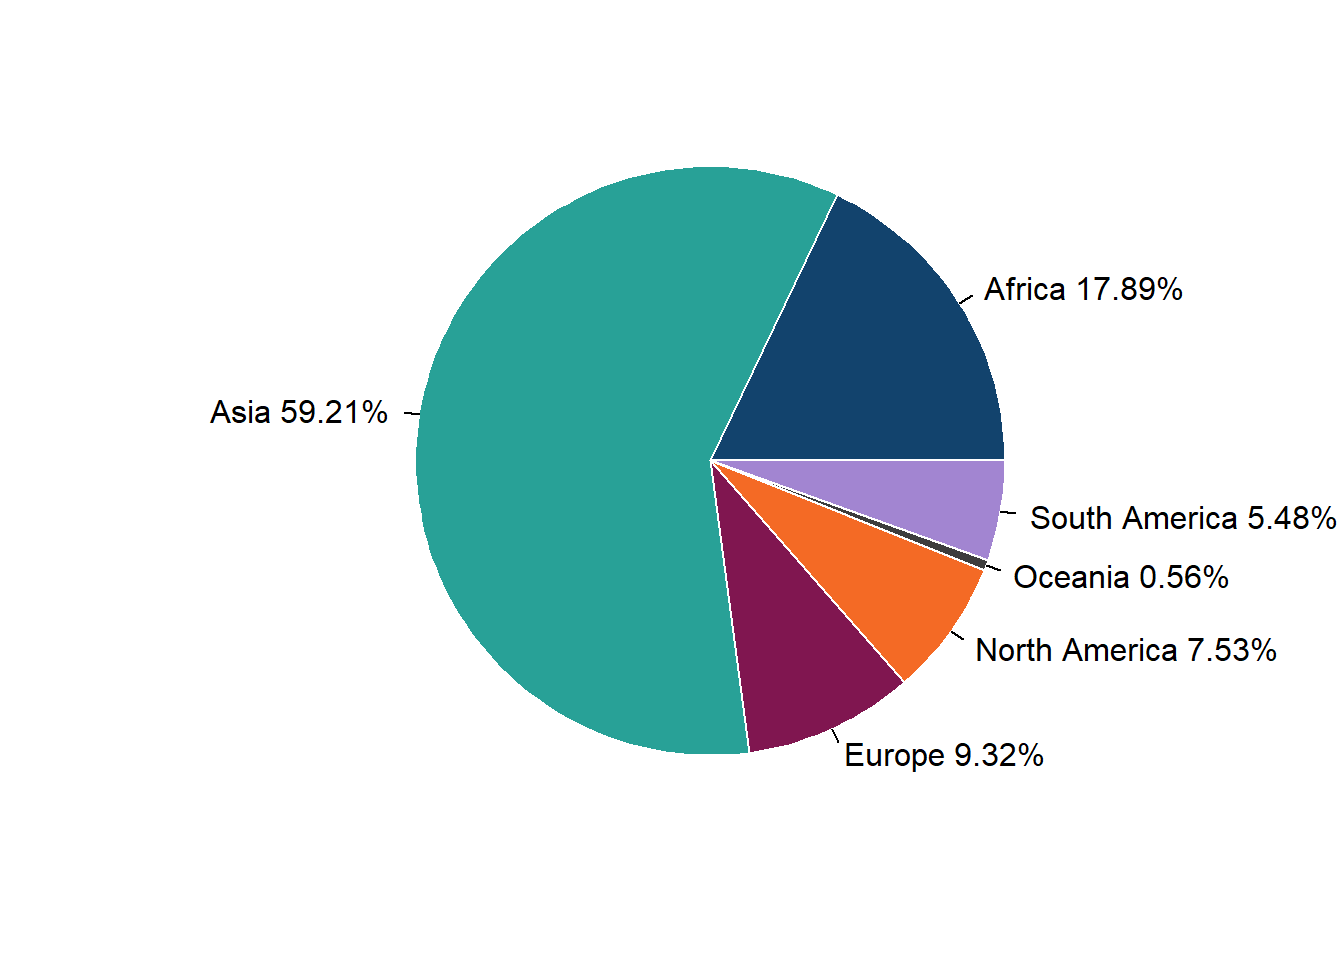 Africa 17.89%
Asia 59.21%
South America 5.48%
Oceania 0.56%
North America 7.53%
Europe 9.32%